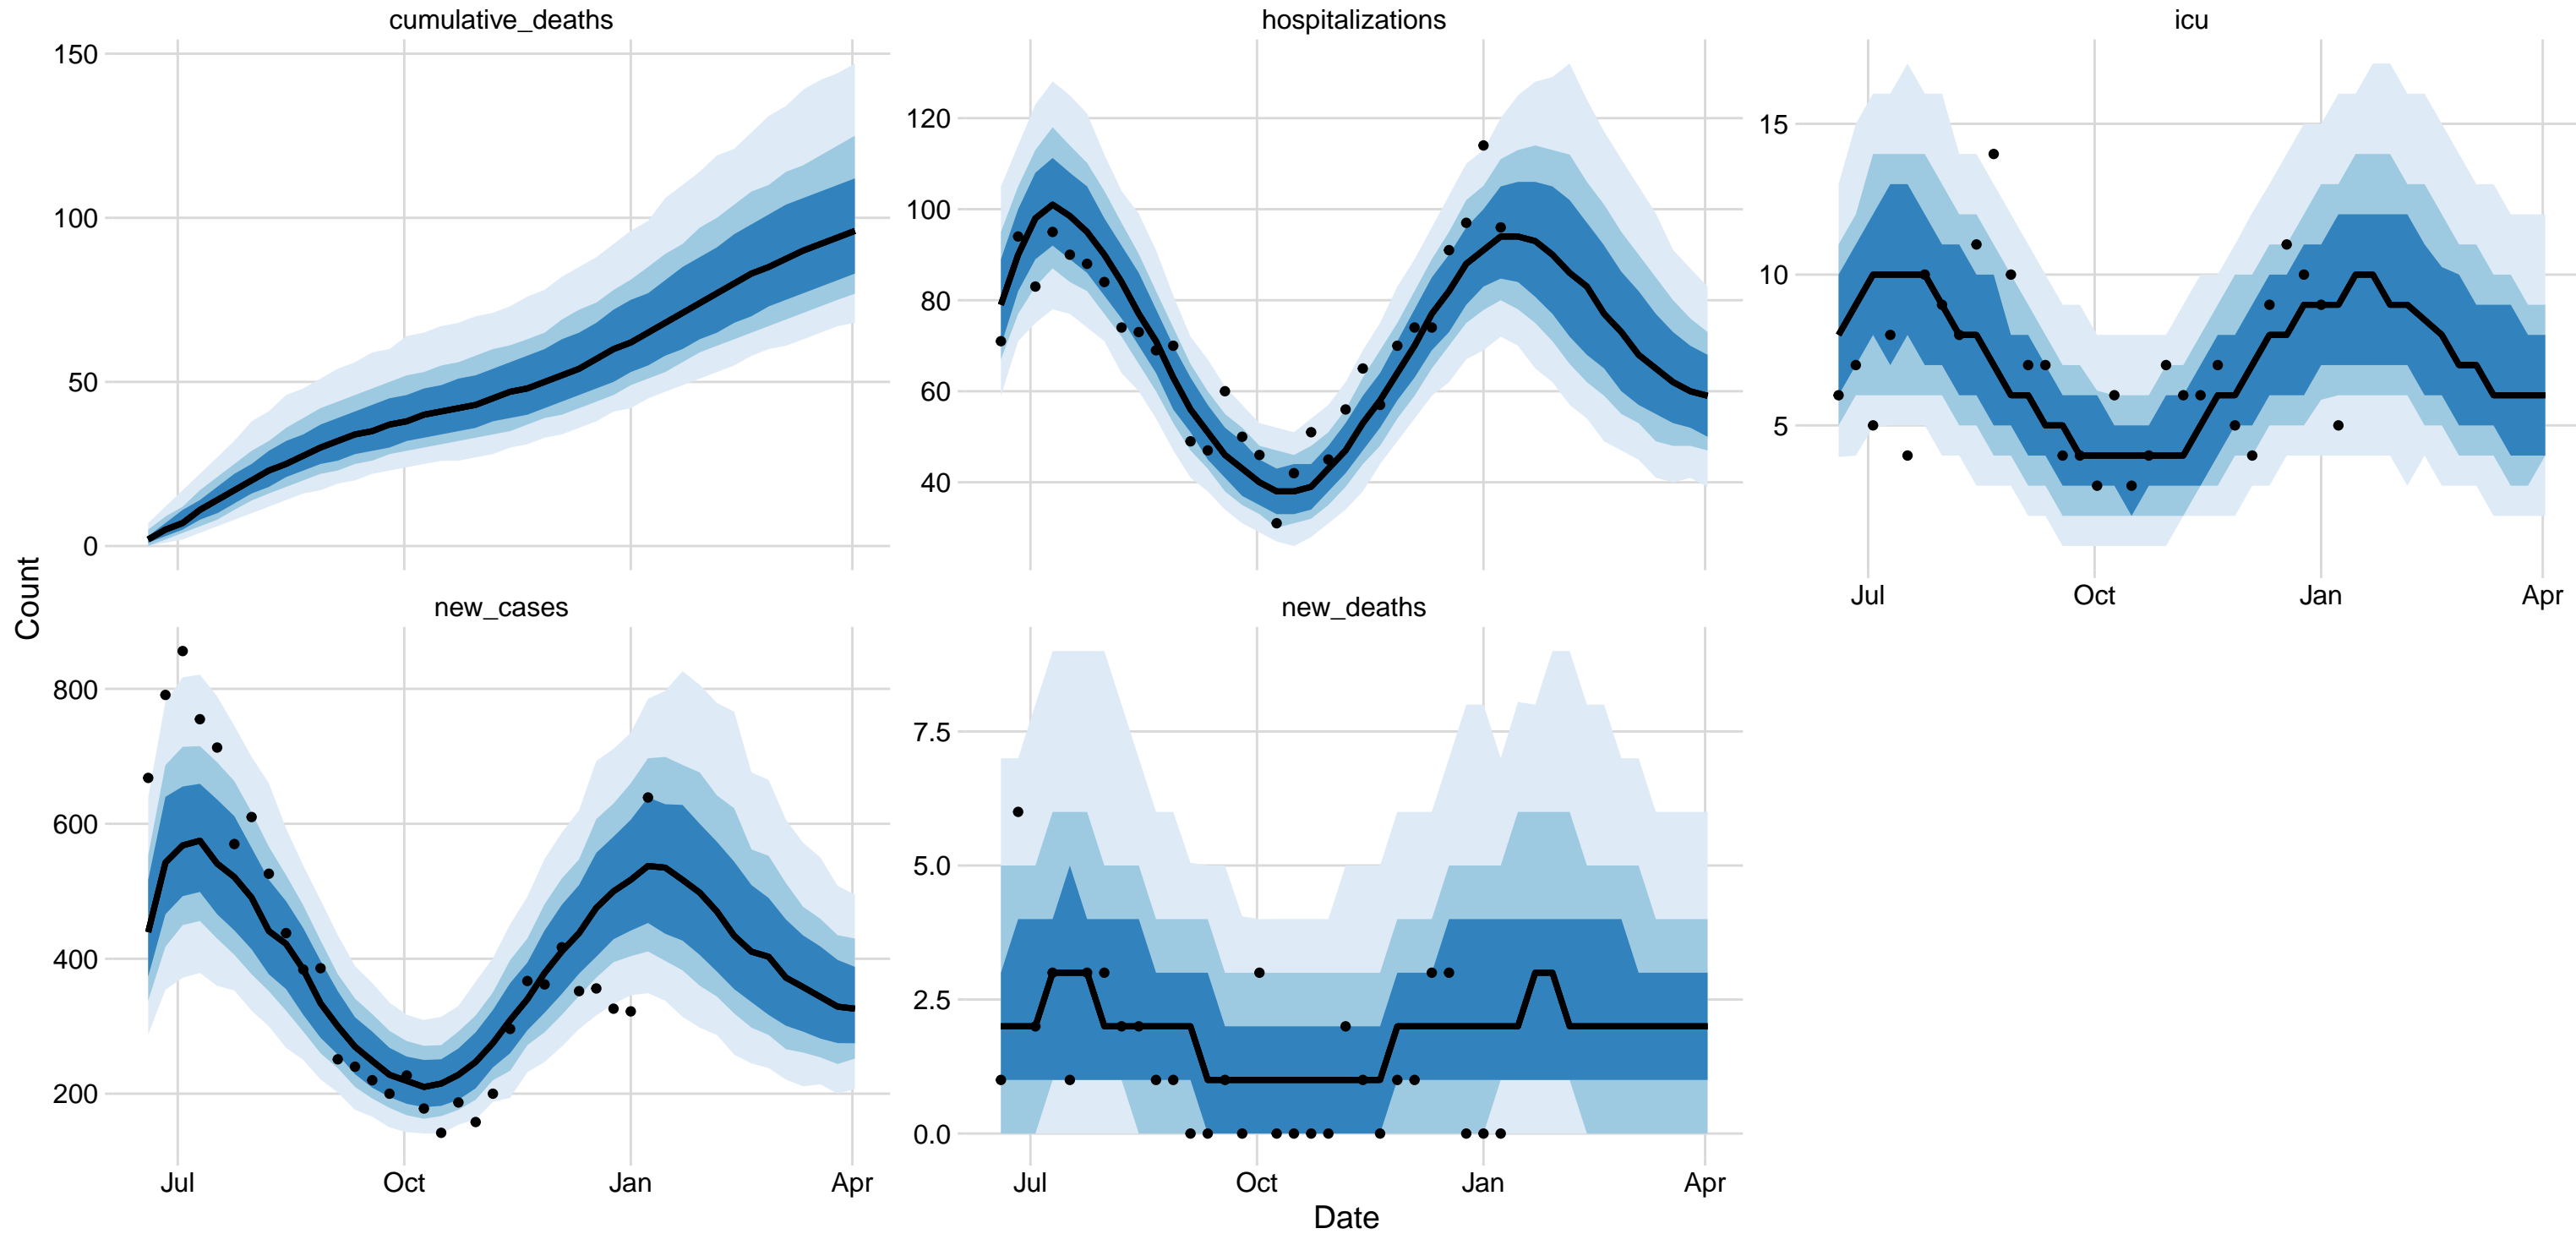 cumulative_deaths
hospitalizations
icu
150
100
50
0
120
100
80
60
40
15
10
5
Jul Oct Jan Apr
Count
new_cases
new_deaths
800
600
400
200
7.5
5.0
2.5
0.0
Jul Oct Jan Apr
Jul Oct Jan Apr
Date